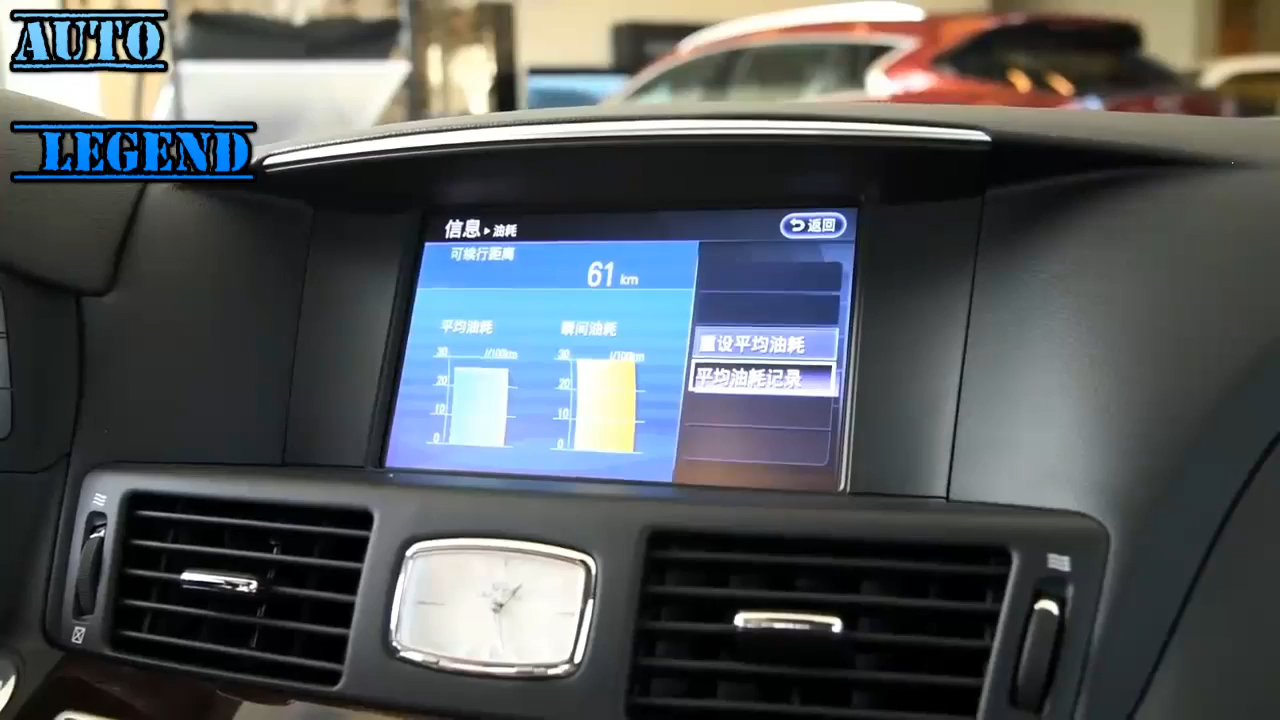 AUTO
LEGEND
信息▸油耗
返回
可续行距离
61 km
平均油耗
瞬间油耗
30 l/100km
30 l/100km
20
20
10
10
0
0
重设平均油耗
平均油耗记录